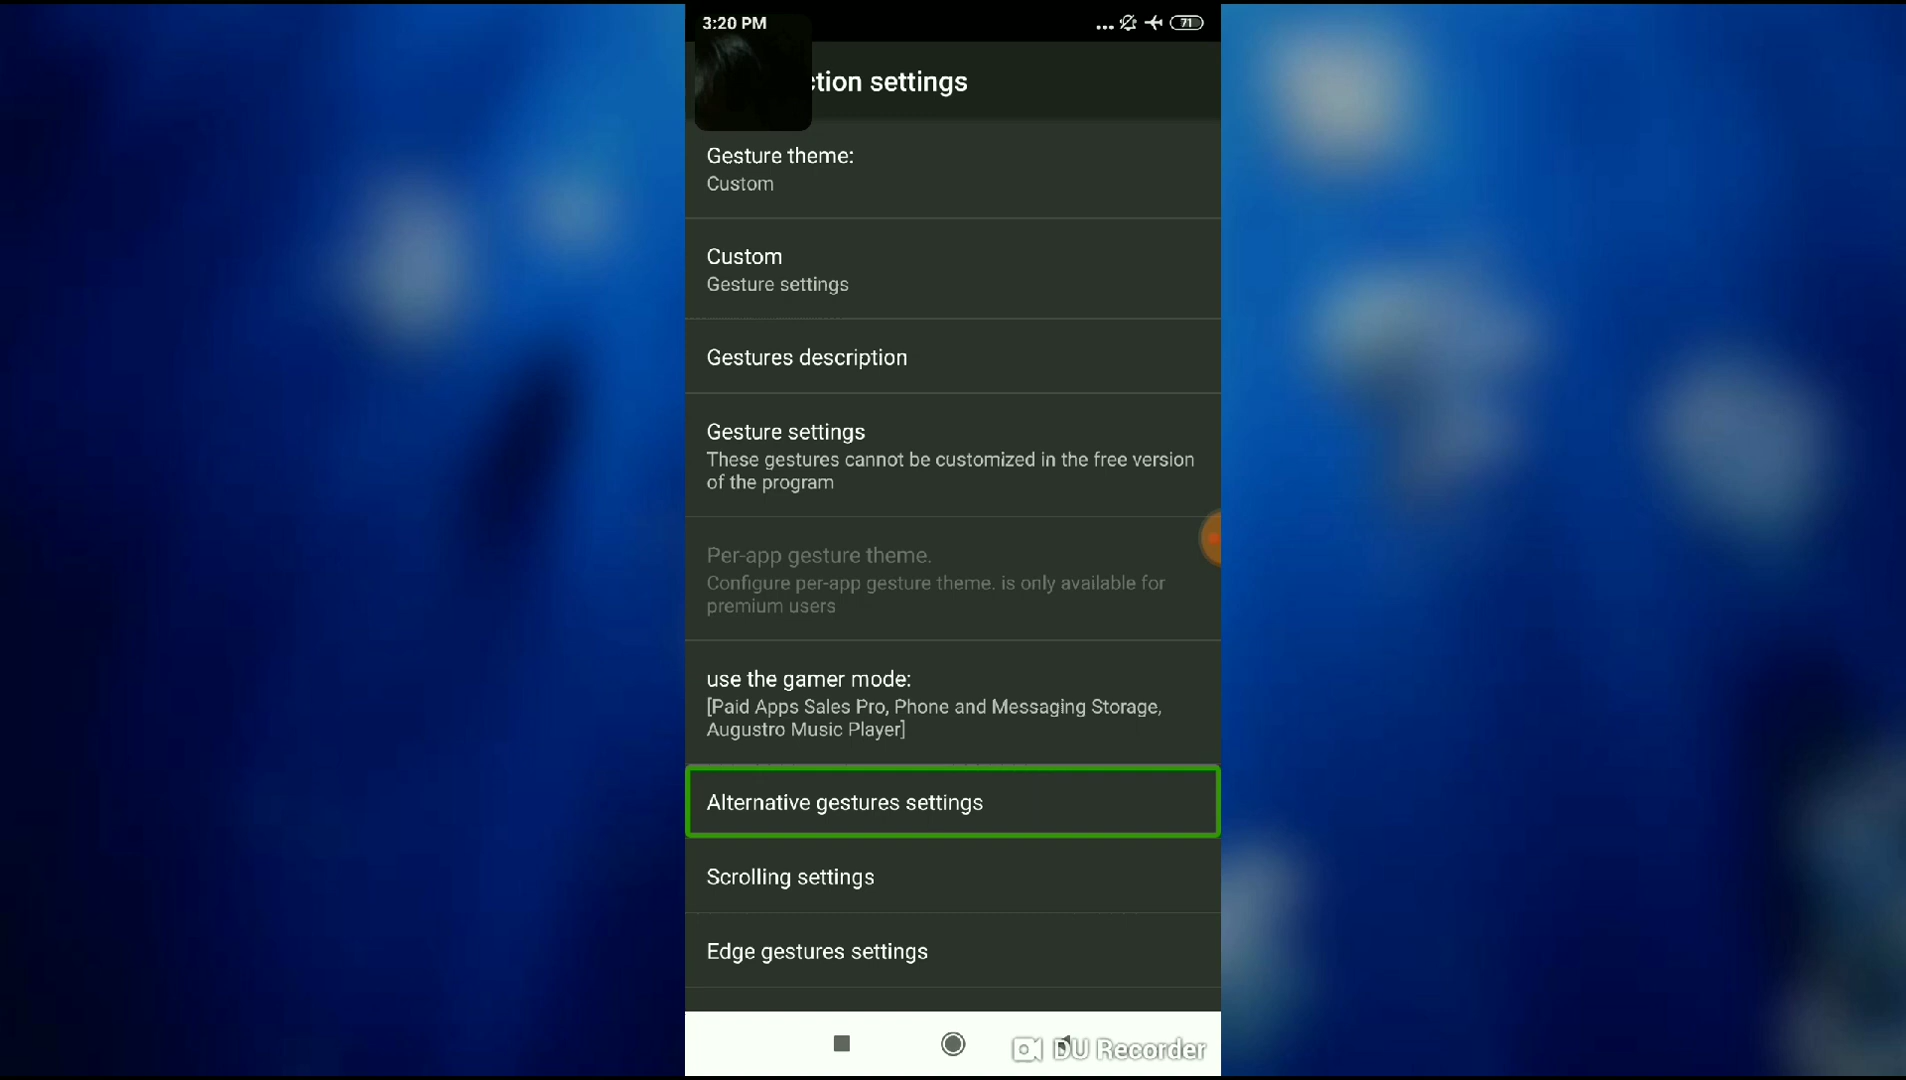 3:20 PM
71
ction settings
Gesture theme:
Custom
Custom
Gesture settings
Gestures description
Gesture settings
These gestures cannot be customized in the free version
of the program
Per-app gesture theme.
Configure per-app gesture theme. is only available for
premium users
use the gamer mode:
[Paid Apps Sales Pro, Phone and Messaging Storage,
Augustro Music Player]
Alternative gestures settings
Scrolling settings
Edge gestures settings
DU Recorder